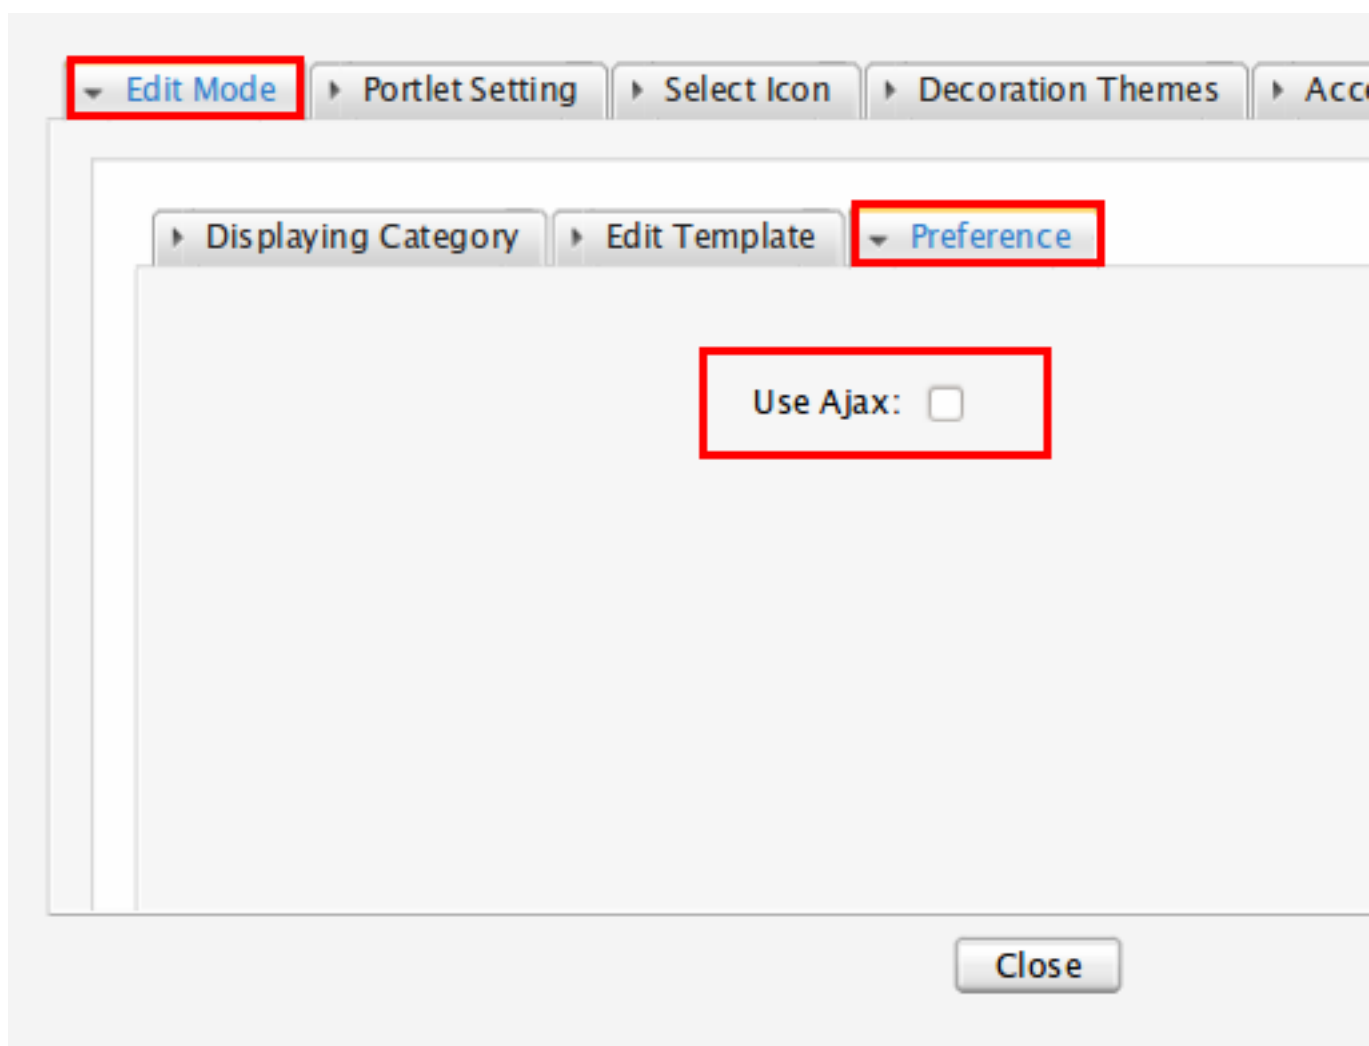 Edit Mode Portlet Setting Select Icon Decoration Themes
Displaying Category Edit Template Preference
Use Ajax:
Close